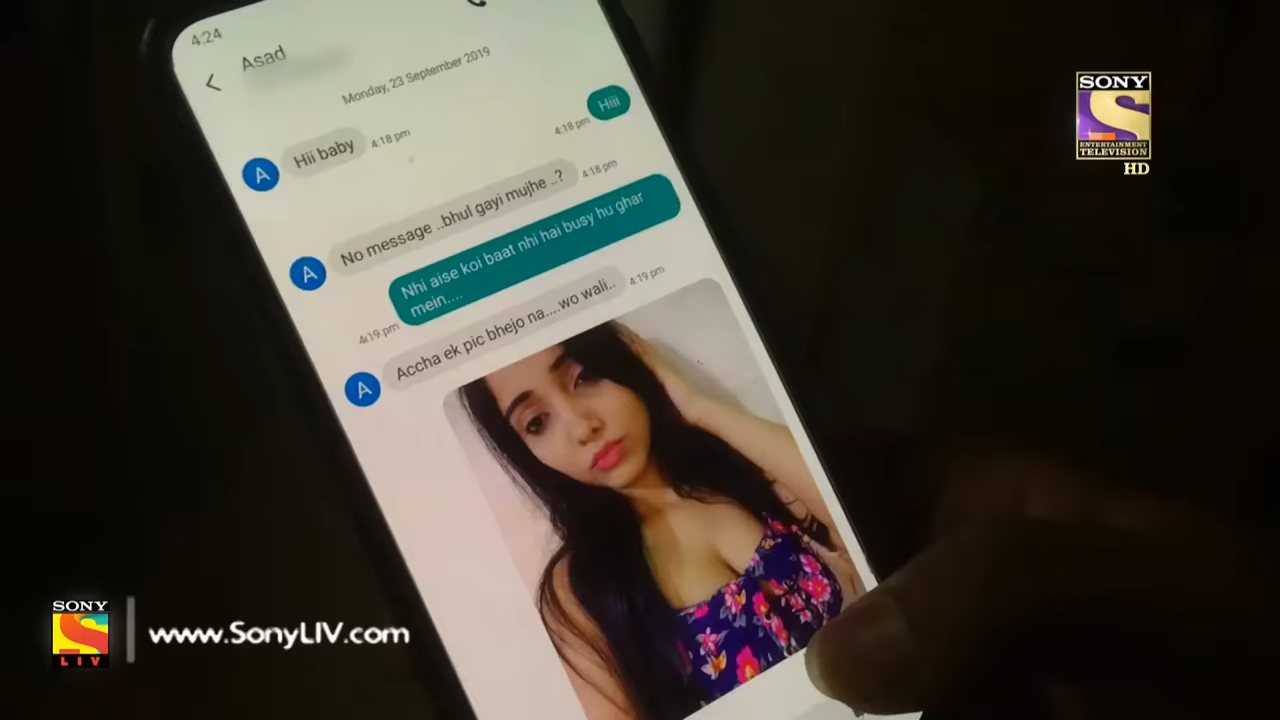 4:24
Asad
Monday, 23 September 2019
Hiii
4:18 pm
A
Hii baby
4:18 pm
A
No message ..bhul gayi mujhe ..?
4:18 pm
Nhi aise koi baat nhi hai busy hu ghar
mein....
4:19 pm
A
Accha ek pic bhejo na....wo wali..
4:19 pm
SONY
ENTERTAINMENT
TELEVISION
HD
SONY
LIV
www.SonyLIV.com